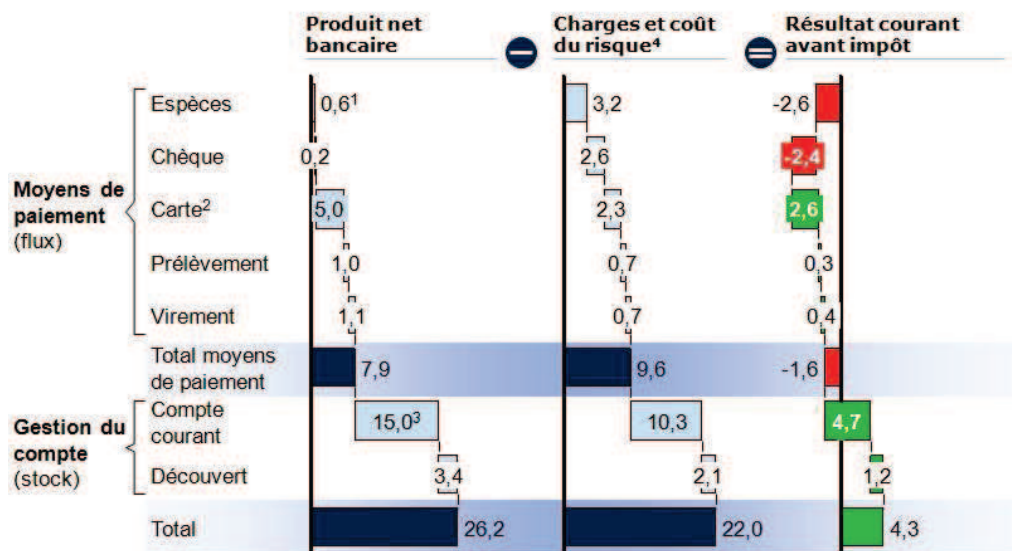 Produit net bancaire
Charges et coût du risque⁴
Résultat courant avant impôt
Moyens de paiement (flux)
Espèces 0,6¹ 3,2 -2,6
Chèque 0,2 2,6 -2,4
Carte² 5,0 2,3 2,6
Prélèvement 1,0 0,7 0,3
Virement 1,1 0,7 0,4
Total moyens de paiement 7,9 9,6 -1,6
Gestion du compte (stock)
Compte courant 15,0³ 10,3 4,7
Découvert 3,4 2,1 1,2
Total 26,2 22,0 4,3